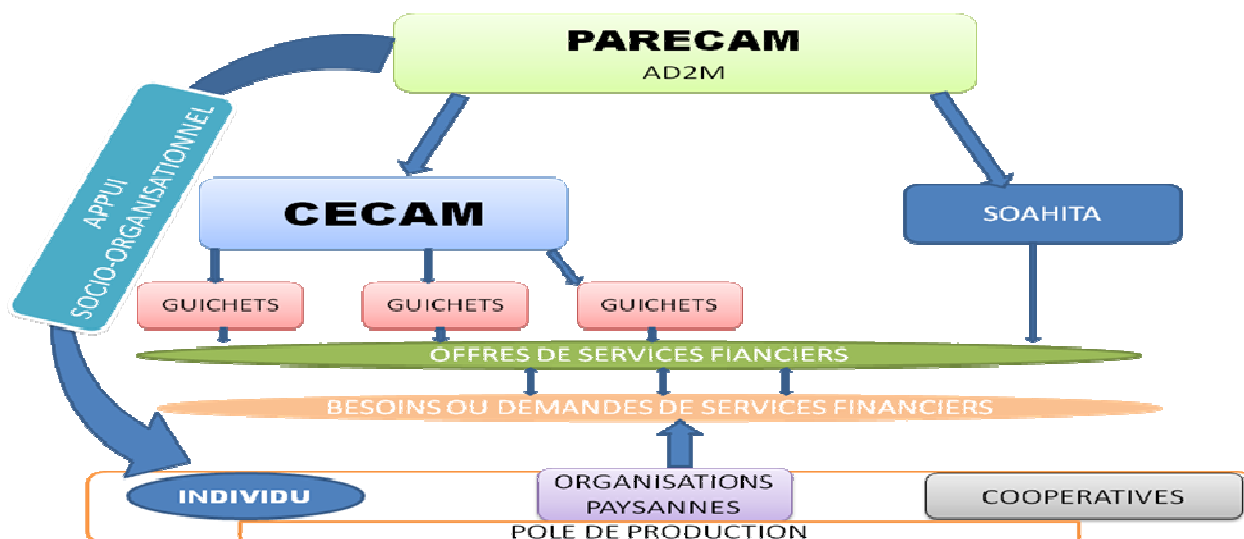 PARECAM
AD2M
APPUI
SOCIO-ORGANISATIONNEL
CECAM
SOAHITA
GUICHETS
GUICHETS
GUICHETS
OFFRES DE SERVICES FIANCIERS
BESOINS OU DEMANDES DE SERVICES FINANCIERS
INDIVIDU
ORGANISATIONS
PAYSANNES
COOPERATIVES
POLE DE PRODUCTION